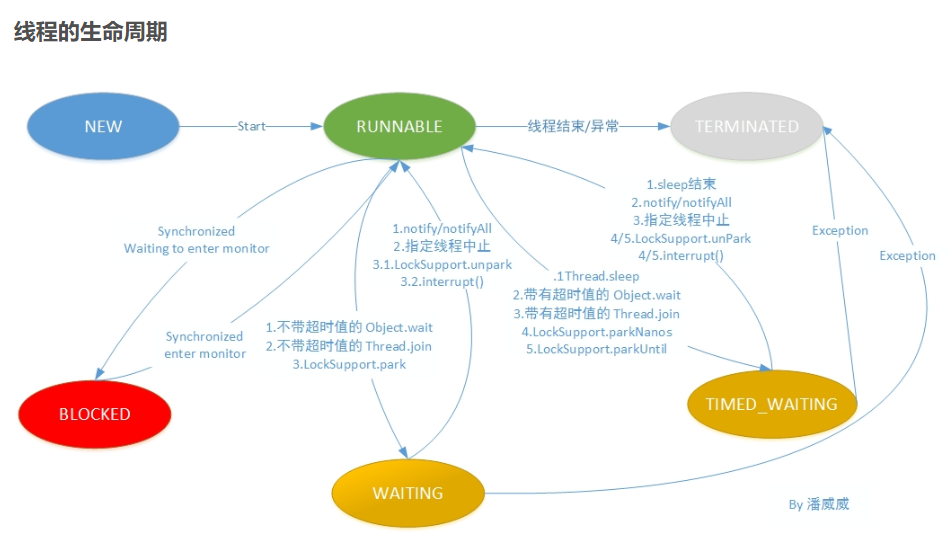 线程的生命周期
NEW
Start
RUNNABLE
线程结束/异常
TERMINATED
Synchronized
Waiting to enter monitor
1.notify/notifyAll
2.指定线程中止
3.1.LockSupport.unpark
3.2.interrupt()
1.sleep结束
2.notify/notifyAll
3.指定线程中止
4/5.LockSupport.unPark
4/5.interrupt()
Exception
Exception
.1Thread.sleep
2.带有超时值的 Object.wait
3.带有超时值的 Thread.join
4.LockSupport.parkNanos
5.LockSupport.parkUntil
Synchronized
enter monitor
1.不带超时值的 Object.wait
2.不带超时值的 Thread.join
3.LockSupport.park
BLOCKED
TIMED_WAITING
WAITING
By 潘威威